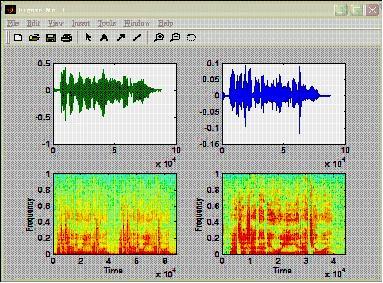 Figure No. 1
File Edit View Insert Tools Window Help
0.5
0
-0.5
-1
0 5 10
x 10^4
0.1
0.05
0
-0.05
-0.1
-0.15
0 5 10
x 10^4
Frequency
1
0.8
0.6
0.4
0.2
0
0 2 4 6 8
Time
x 10^4
Frequency
1
0.8
0.6
0.4
0.2
0
0 1 2 3 4
Time
x 10^4